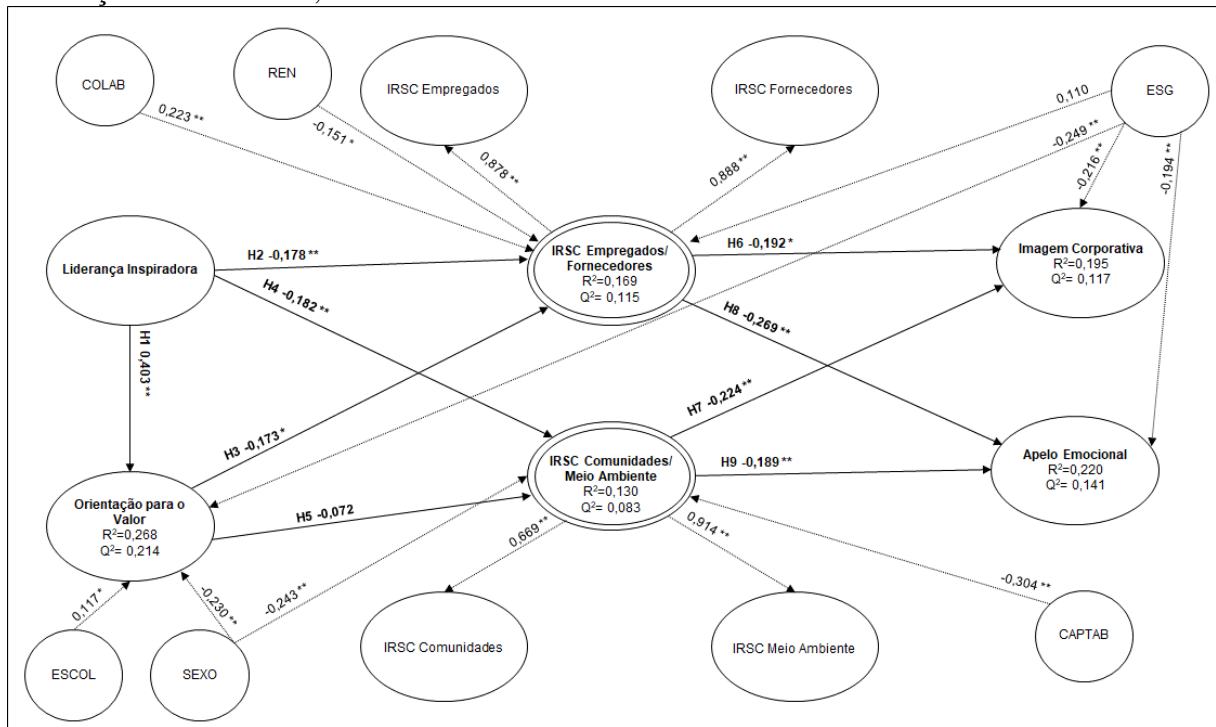 COLAB
REN
IRSC Empregados
IRSC Fornecedores
ESG
0,223 **
-0,151 *
0,878 **
0,888 **
0,110
-0,249 **
-0,216 **
-0,194 **
Liderança Inspiradora
H2 -0,178 **
H4 -0,182 **
IRSC Empregados/
Fornecedores
R²=0,169
Q²= 0,115
H6 -0,192 *
H8 -0,269 **
Imagem Corporativa
R²=0,195
Q²= 0,117
H1 0,403 **
H3 -0,173 *
H7 -0,224 **
Orientação para o
Valor
R²=0,268
Q²= 0,214
H5 -0,072
IRSC Comunidades/
Meio Ambiente
R²=0,130
Q²= 0,083
H9 -0,189 **
Apelo Emocional
R²=0,220
Q²= 0,141
0,117 *
-0,230 **
-0,243 **
0,669 **
0,914 **
-0,304 **
ESCOL
SEXO
IRSC Comunidades
IRSC Meio Ambiente
CAPTAB